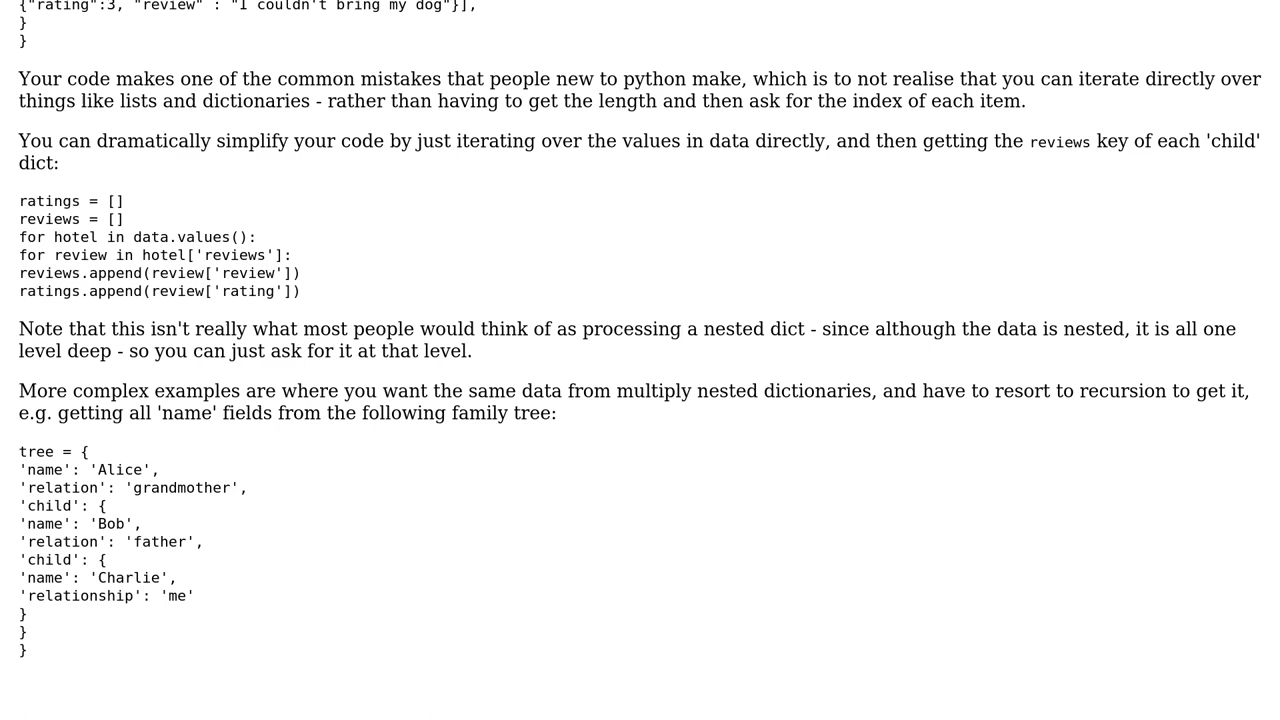 {"rating":3, "review" : "I couldn't bring my dog"}],
}
}
Your code makes one of the common mistakes that people new to python make, which is to not realise that you can iterate directly over
things like lists and dictionaries - rather than having to get the length and then ask for the index of each item.
You can dramatically simplify your code by just iterating over the values in data directly, and then getting the reviews key of each 'child'
dict:
ratings = []
reviews = []
for hotel in data.values():
for review in hotel['reviews']:
reviews.append(review['review'])
ratings.append(review['rating'])
Note that this isn't really what most people would think of as processing a nested dict - since although the data is nested, it is all one
level deep - so you can just ask for it at that level.
More complex examples are where you want the same data from multiply nested dictionaries, and have to resort to recursion to get it,
e.g. getting all 'name' fields from the following family tree:
tree = {
'name': 'Alice',
'relation': 'grandmother',
'child': {
'name': 'Bob',
'relation': 'father',
'child': {
'name': 'Charlie',
'relationship': 'me'
}
}
}